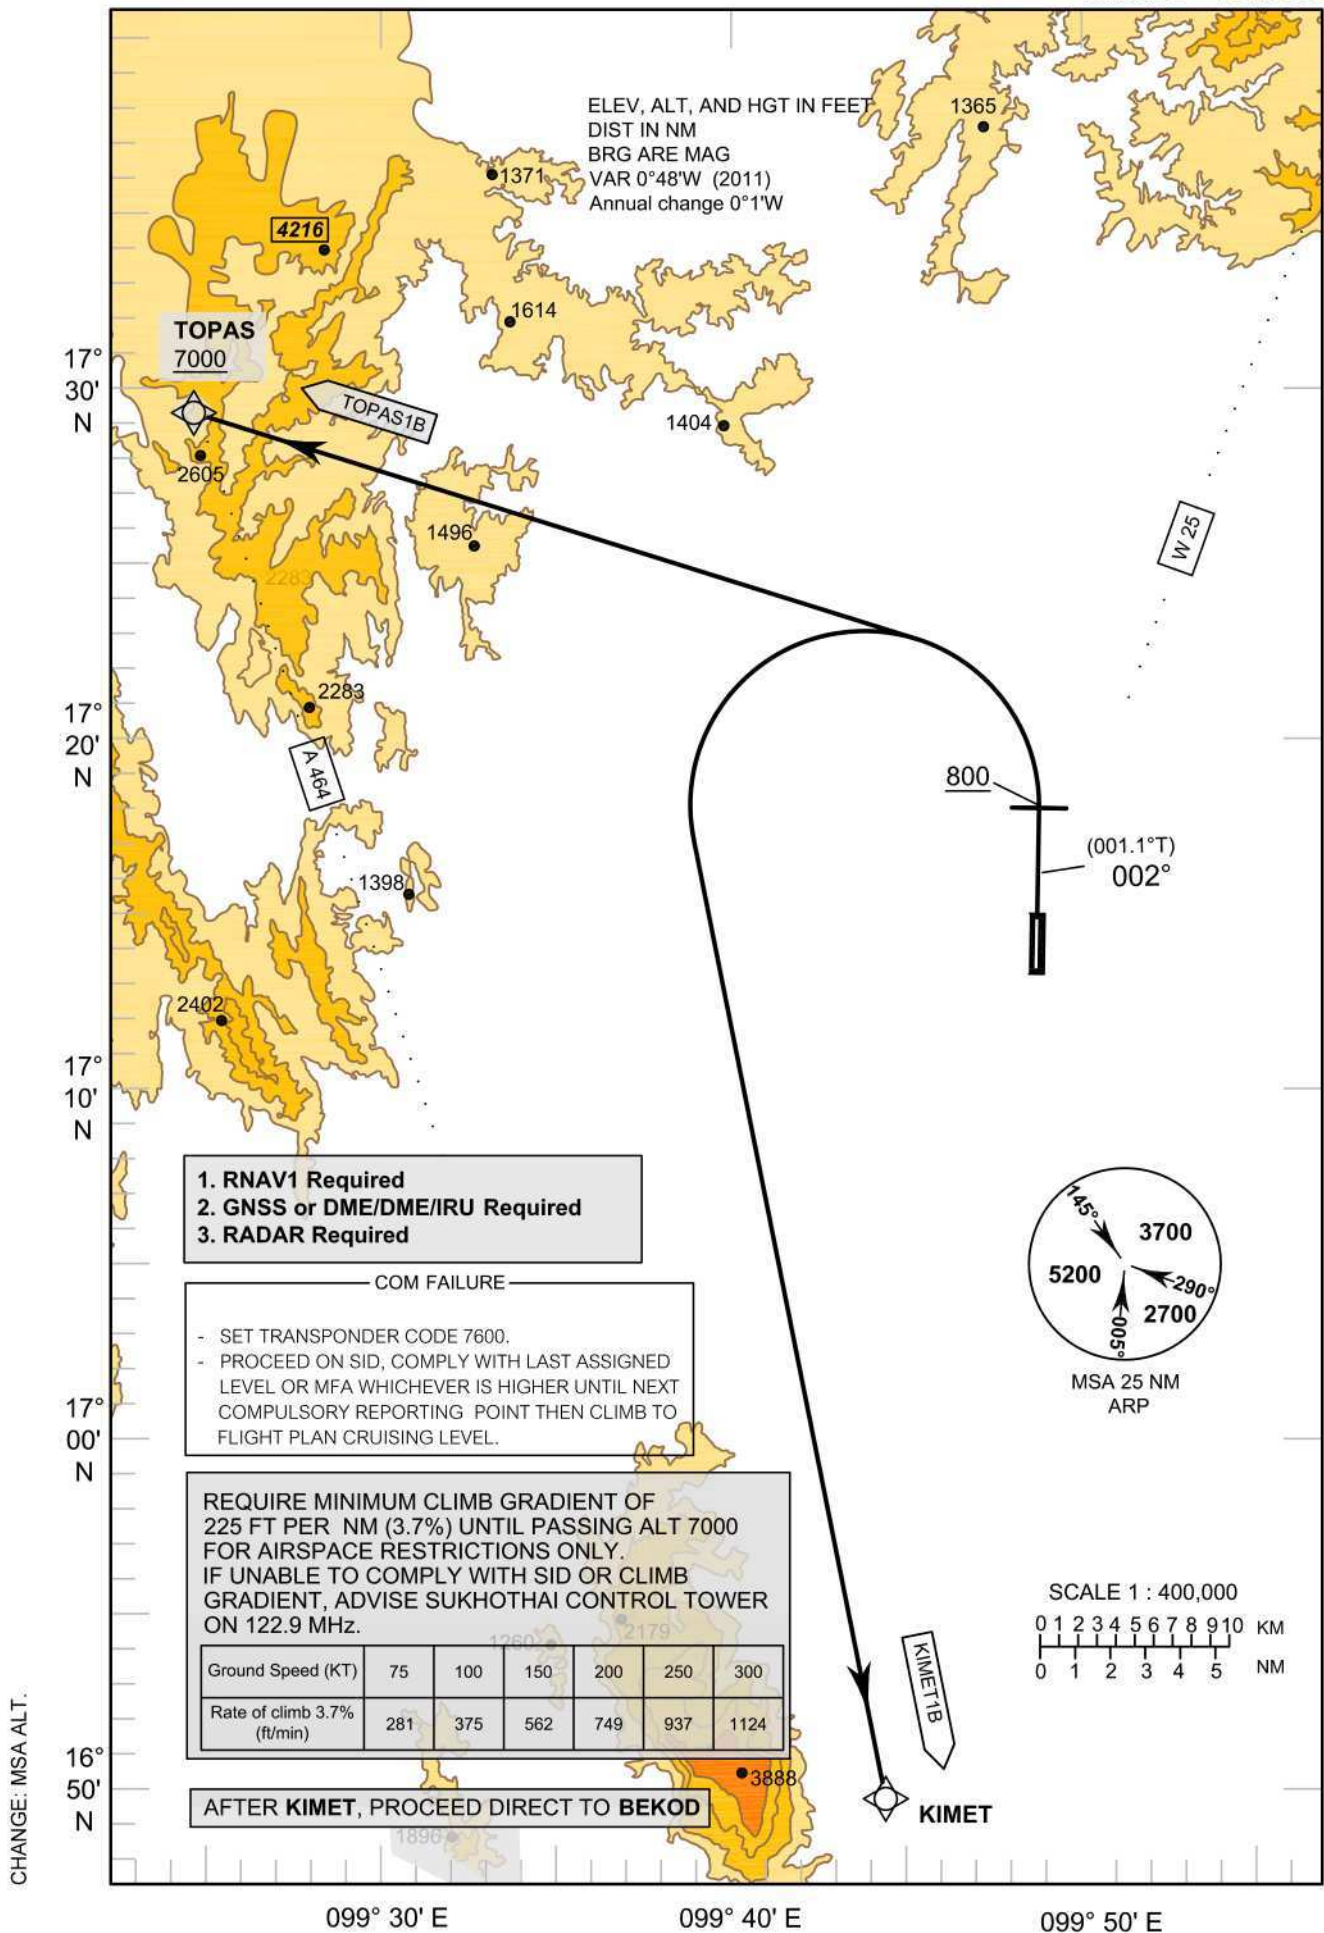 ELEV, ALT, AND HGT IN FEET
DIST IN NM
BRG ARE MAG
VAR 0°48'W (2011)
Annual change 0°1'W
1365
1371
4216
1614
TOPAS
7000
17°
30'
N
TOPAS1B
1404
2605
1496
W 25
2283
2283
17°
20'
N
A 464
800
(001.1°T)
002°
1398
2402
17°
10'
N
1. RNAV1 Required
2. GNSS or DME/DME/IRU Required
3. RADAR Required
145°
3700
5200
290°
2700
005°
MSA 25 NM
ARP
COM FAILURE
- SET TRANSPONDER CODE 7600.
- PROCEED ON SID, COMPLY WITH LAST ASSIGNED
LEVEL OR MFA WHICHEVER IS HIGHER UNTIL NEXT
COMPULSORY REPORTING POINT THEN CLIMB TO
FLIGHT PLAN CRUISING LEVEL.
17°
00'
N
REQUIRE MINIMUM CLIMB GRADIENT OF
225 FT PER NM (3.7%) UNTIL PASSING ALT 7000
FOR AIRSPACE RESTRICTIONS ONLY.
IF UNABLE TO COMPLY WITH SID OR CLIMB
GRADIENT, ADVISE SUKHOTHAI CONTROL TOWER
ON 122.9 MHz.
2179
1260
Ground Speed (KT) 75 100 150 200 250 300
Rate of climb 3.7% (ft/min) 281 375 562 749 937 1124
SCALE 1 : 400,000
0 1 2 3 4 5 6 7 8 9 10 KM
0 1 2 3 4 5 NM
KIMET1B
16°
50'
N
3888
KIMET
AFTER KIMET, PROCEED DIRECT TO BEKOD
1896
CHANGE: MSA ALT.
099° 30' E
099° 40' E
099° 50' E